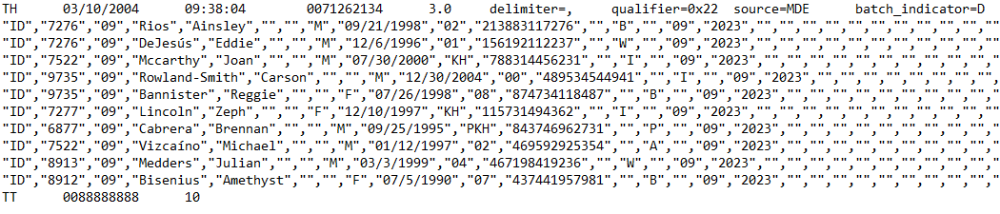 TH 03/10/2004 09:38:04 0071262134 3.0 delimiter=, qualifier=0x22 source=MDE batch_indicator=D
"ID","7276","09","Rios","Ainsley","","","M","09/21/1998","02","213883117276","","B","","09","2023","","","","","","","","","","",""
"ID","7276","09","DeJesús","Eddie","","","M","12/6/1996","01","156192112237","","W","","09","2023","","","","","","","","","","",""
"ID","7522","09","Mccarthy","Joan","","","M","07/30/2000","KH","788314456231","","I","","09","2023","","","","","","","","","","","
"ID","9735","09","Rowland-Smith","Carson","","","M","12/30/2004","00","489534544941","","I","","09","2023","","","","","","","",""
"ID","9735","09","Bannister","Reggie","","","F","07/26/1998","08","874734118487","","B","","09","2023","","","","","","","","","","
"ID","7277","09","Lincoln","Zeph","","","F","12/10/1997","KH","115731494362","","I","","09","2023","","","","","","","","","","",""
"ID","6877","09","Cabrera","Brennan","","","M","09/25/1995","PKH","843746962731","","P","","09","2023","","","","","","","","","","
"ID","7522","09","Vizcaíno","Michael","","","M","01/12/1997","02","469592925354","","A","","09","2023","","","","","","","","","","
"ID","8913","09","Medders","Julian","","","M","03/3/1999","04","467198419236","","W","","09","2023","","","","","","","","","","","
"ID","8912","09","Bisenius","Amethyst","","","F","07/5/1990","07","437441957981","","B","","09","2023","","","","","","","","","","
TT 0088888888 10